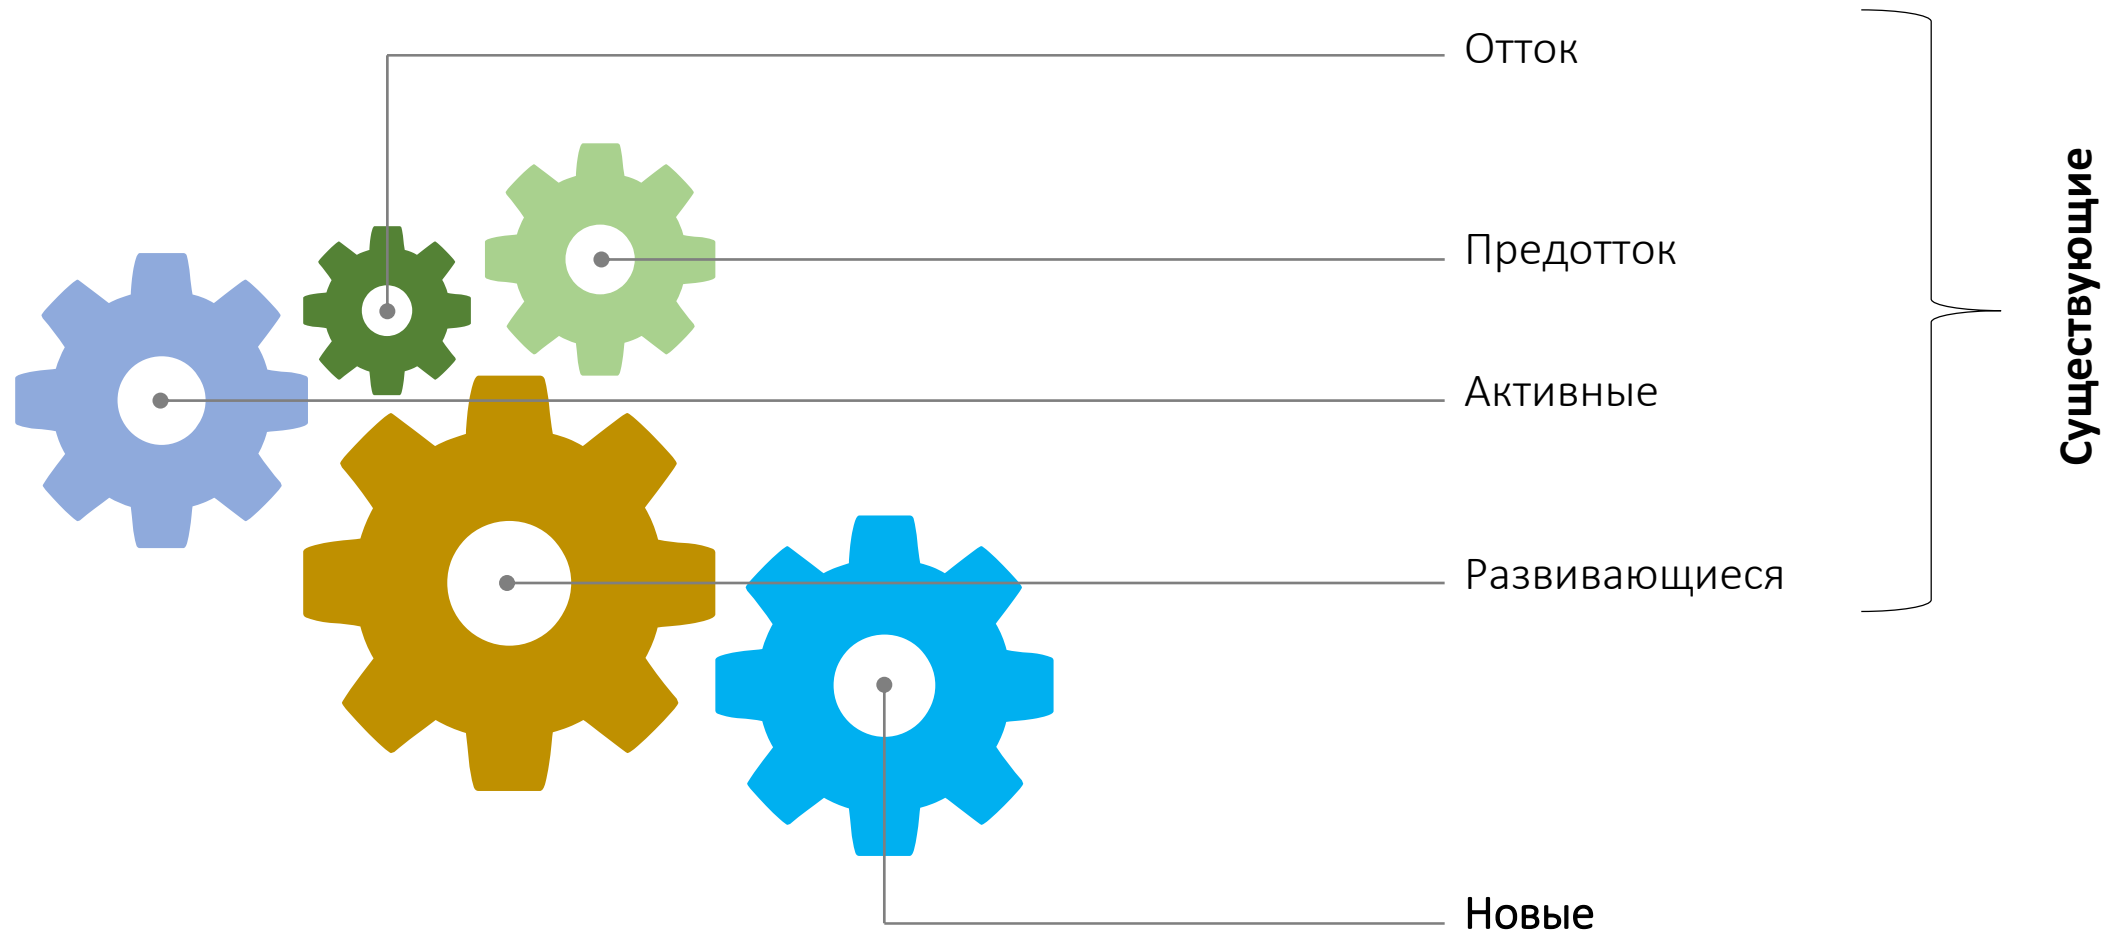 Отток
Предотток
Активные
Развивающиеся
Существующие
Новые